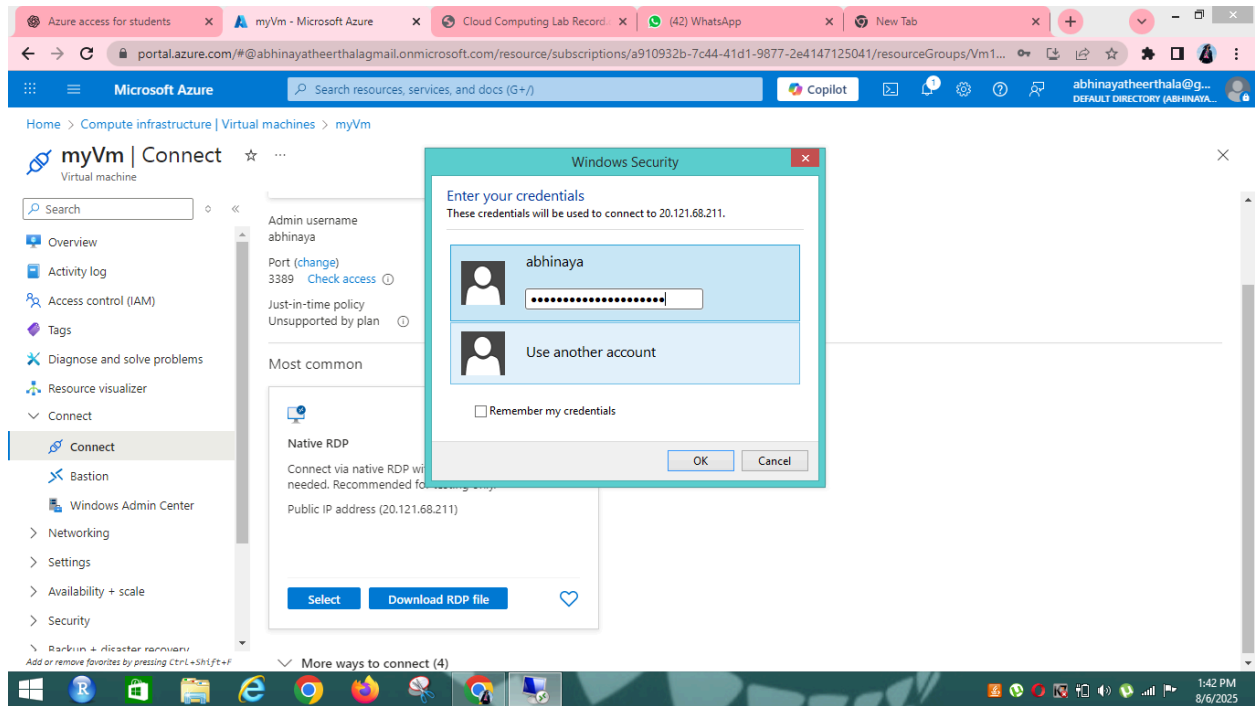 Azure access for students
myVm - Microsoft Azure
Cloud Computing Lab Record.
(42) WhatsApp
New Tab
portal.azure.com/#@abhinayatheerthalagmail.onmicrosoft.com/resource/subscriptions/a910932b-7c44-41d1-9877-2e4147125041/resourceGroups/Vm1...
Microsoft Azure
Search resources, services, and docs (G+/)
Copilot
1
abhinayatheerthala@g...
DEFAULT DIRECTORY (ABHINAYA...
Home > Compute infrastructure | Virtual machines > myVm
myVm | Connect
Virtual machine
Search
Overview
Activity log
Access control (IAM)
Tags
Diagnose and solve problems
Resource visualizer
Connect
Connect
Bastion
Windows Admin Center
Networking
Settings
Availability + scale
Security
Backup + disaster recovery
Add or remove favorites by pressing Ctrl+Shift+F
Admin username
abhinaya
Port (change)
3389 Check access
Just-in-time policy
Unsupported by plan
Most common
Native RDP
Connect via native RDP wi
needed. Recommended for testing only.
Public IP address (20.121.68.211)
Select
Download RDP file
More ways to connect (4)
Windows Security
Enter your credentials
These credentials will be used to connect to 20.121.68.211.
abhinaya
Use another account
Remember my credentials
OK
Cancel
1:42 PM
8/6/2025